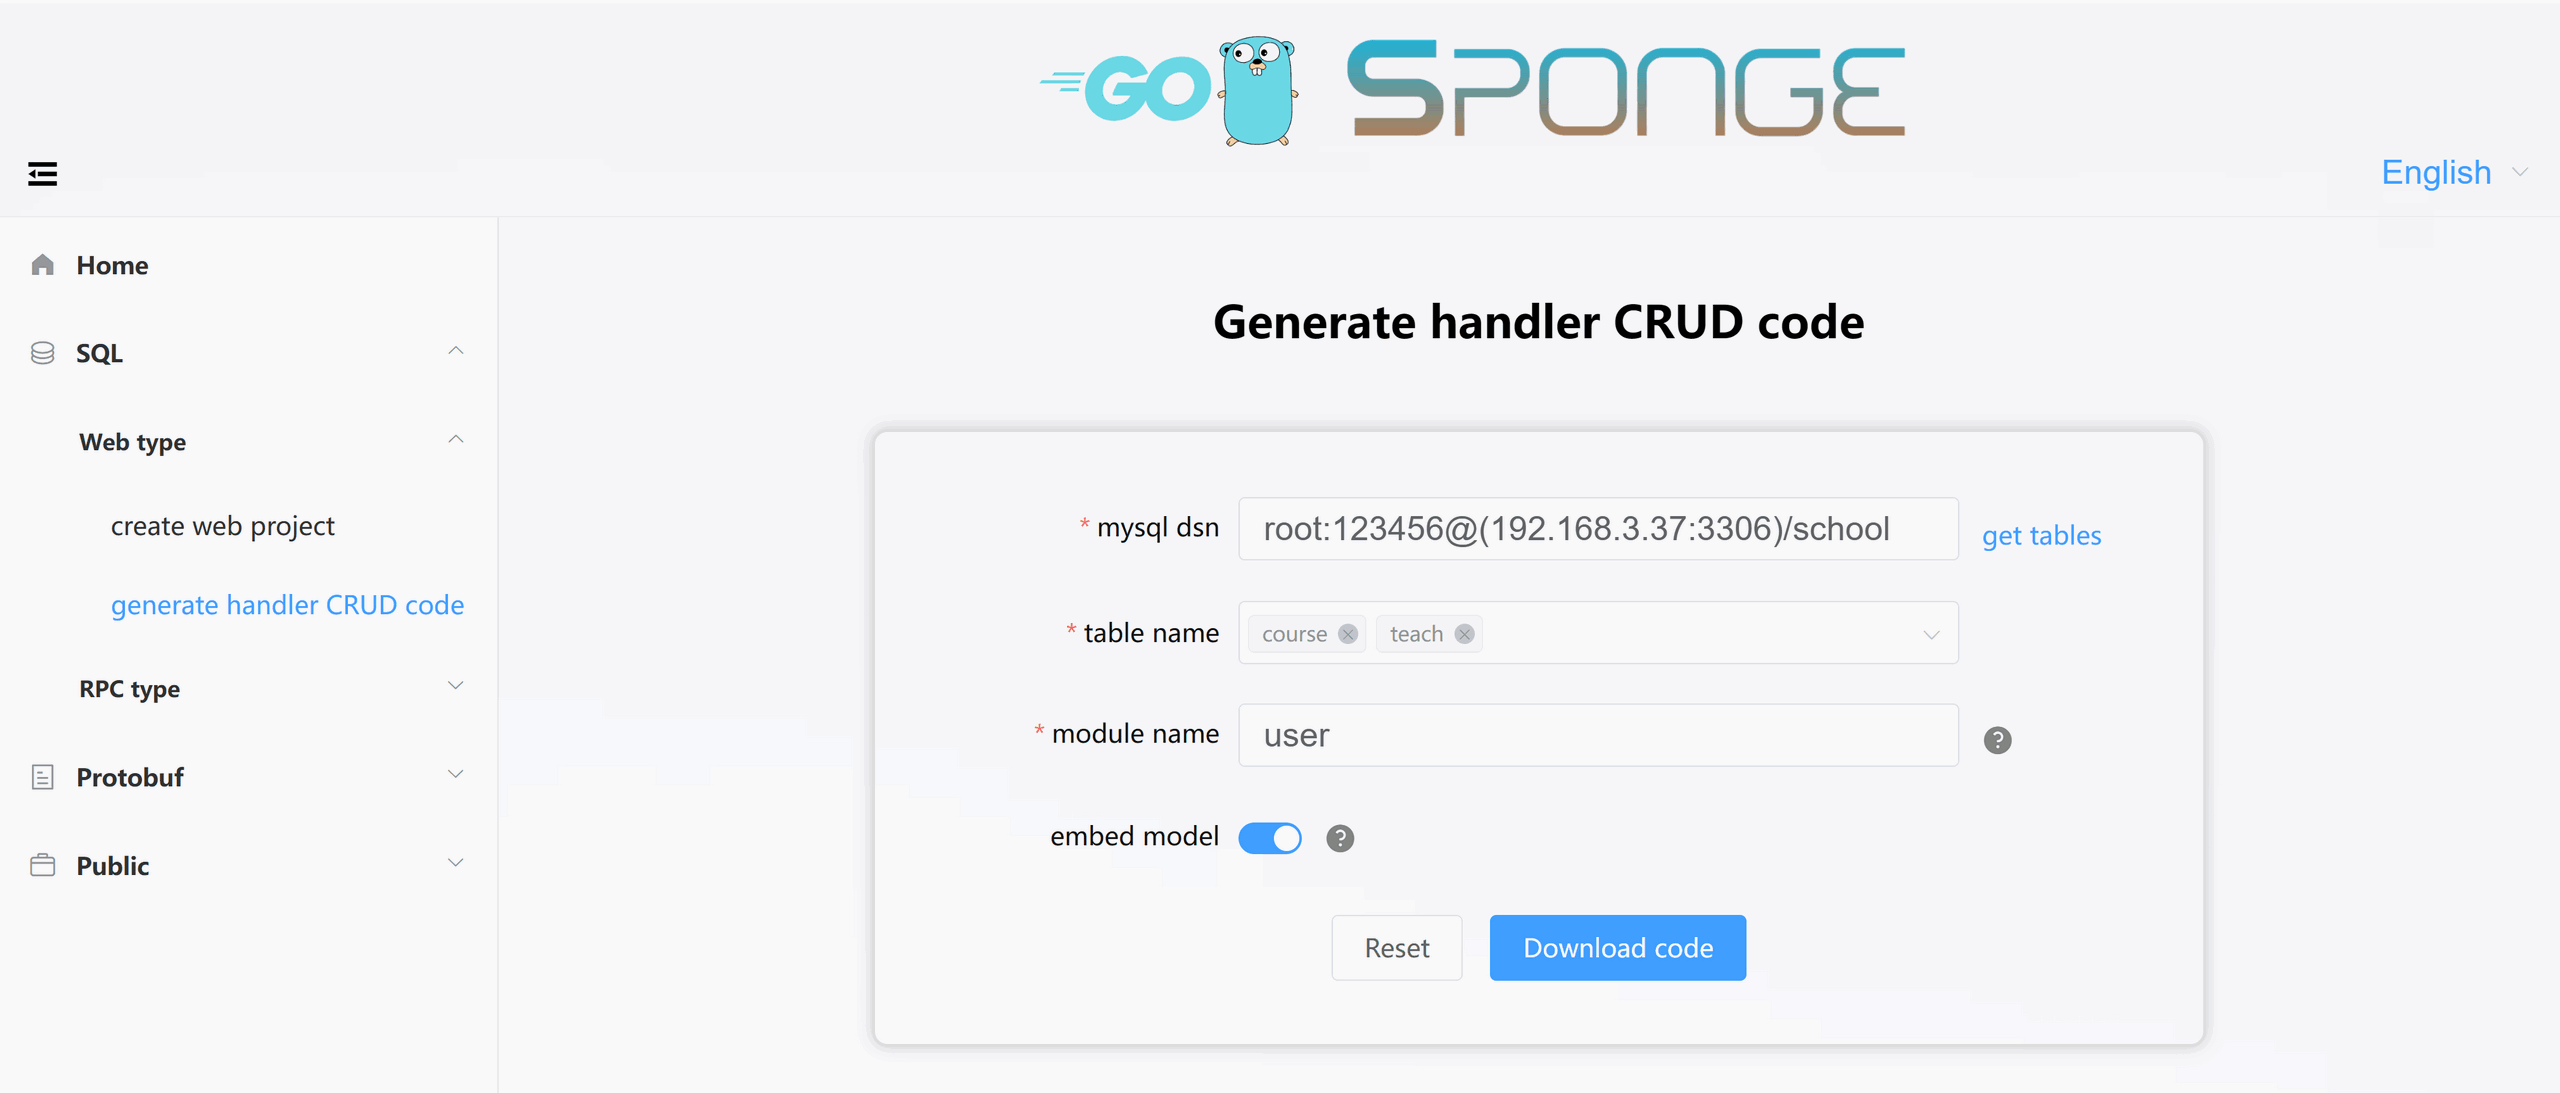 GO SPONGE
English
Home
SQL
Web type
create web project
generate handler CRUD code
RPC type
Protobuf
Public
Generate handler CRUD code
* mysql dsn root:123456@(192.168.3.37:3306)/school get tables
* table name course teach
* module name user ?
embed model ?
Reset Download code